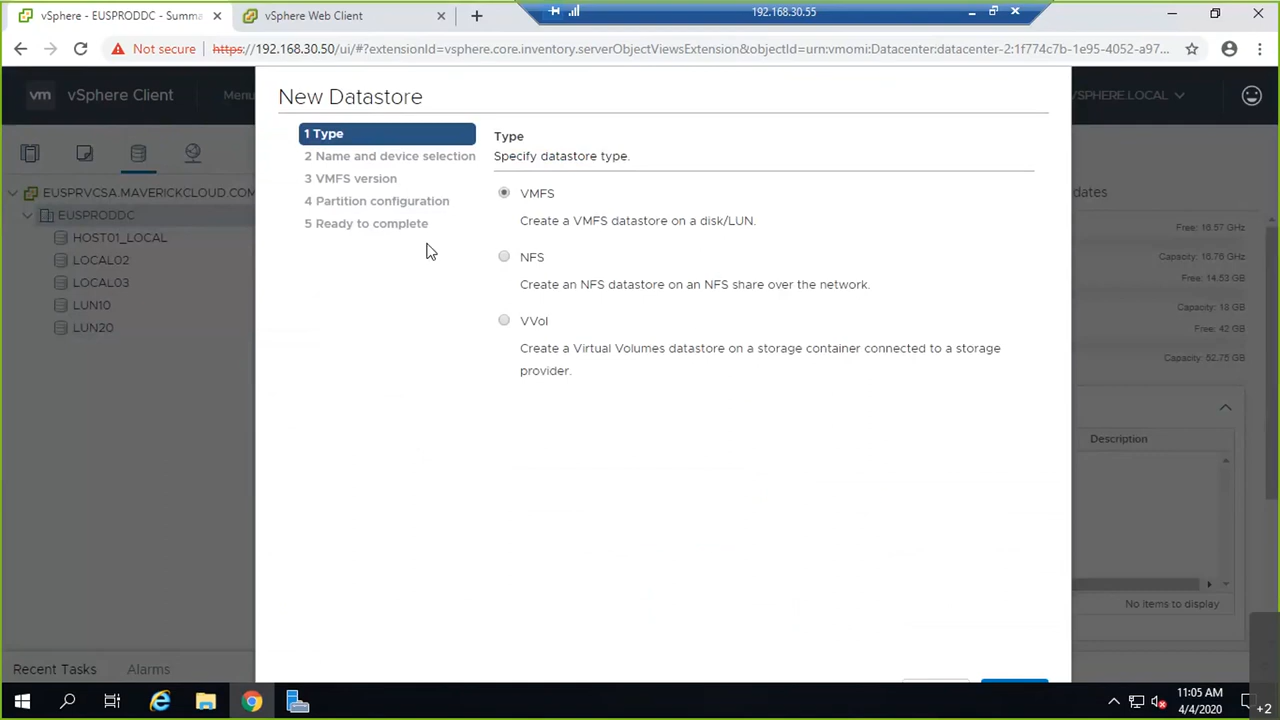 vSphere - EUSPRODDC - Summa
vSphere Web Client
192.168.30.55
Not secure
https://192.168.30.50/ui/#?extensionId=vsphere.core.inventory.serverObjectViewsExtension&objectId=urn:vmomi:Datacenter:datacenter-2:1f774c7b-1e95-4052-a97...
vm vSphere Client
Menu
VSPHERE.LOCAL
New Datastore
1 Type
2 Name and device selection
3 VMFS version
4 Partition configuration
5 Ready to complete
Type
Specify datastore type.
VMFS
Create a VMFS datastore on a disk/LUN.
NFS
Create an NFS datastore on an NFS share over the network.
VVol
Create a Virtual Volumes datastore on a storage container connected to a storage
provider.
EUSPRVCSA.MAVERICKCLOUD.COM
EUSPRODDC
HOST01_LOCAL
LOCAL02
LOCAL03
LUN10
LUN20
dates
Free: 16.57 GHz
Capacity: 16.76 GHz
Free: 14.53 GB
Capacity: 18 GB
Free: 42 GB
Capacity: 52.75 GB
Description
No items to display
Recent Tasks
Alarms
11:05 AM
4/4/2020
+2